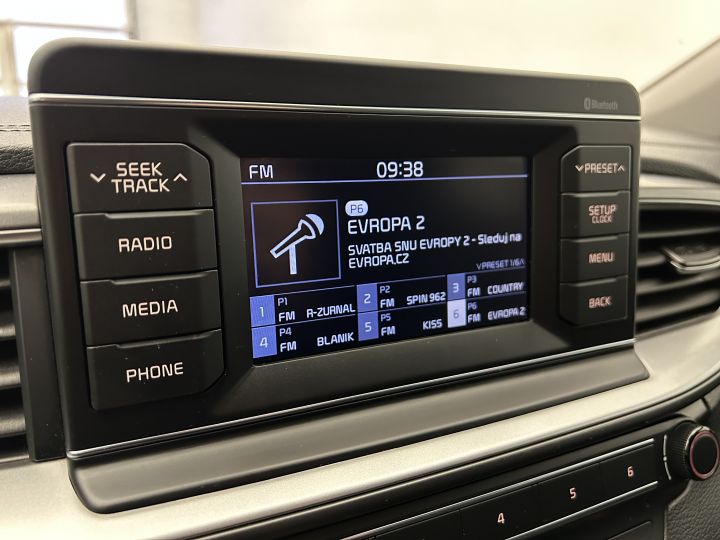 Bluetooth
SEEK
TRACK
RADIO
MEDIA
PHONE
FM
09:38
P6
EVROPA 2
SVATBA SNU EVROPY 2 - Sleduj na
EVROPA.CZ
PRESET 1/6
1 P1 FM R-ZURNAL
2 P2 FM SPIN 962
3 P3 FM COUNTRY
4 P4 FM BLANIK
5 P5 FM KISS
6 P6 FM EVROPA 2
PRESET
SETUP
CLOCK
MENU
BACK
4
5
6